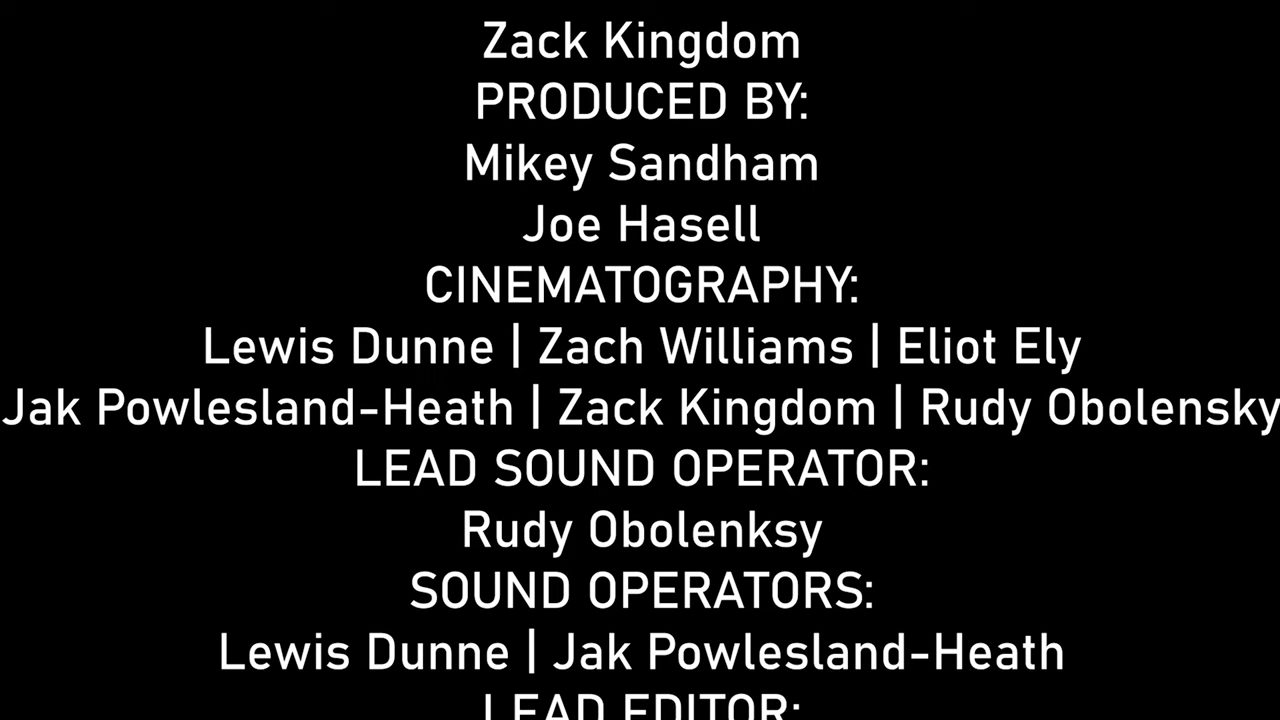 Zack Kingdom
PRODUCED BY:
Mikey Sandham
Joe Hasell
CINEMATOGRAPHY:
Lewis Dunne | Zach Williams | Eliot Ely
Jak Powlesland-Heath | Zack Kingdom | Rudy Obolensky
LEAD SOUND OPERATOR:
Rudy Obolenksy
SOUND OPERATORS:
Lewis Dunne | Jak Powlesland-Heath
LEAD EDITOR: